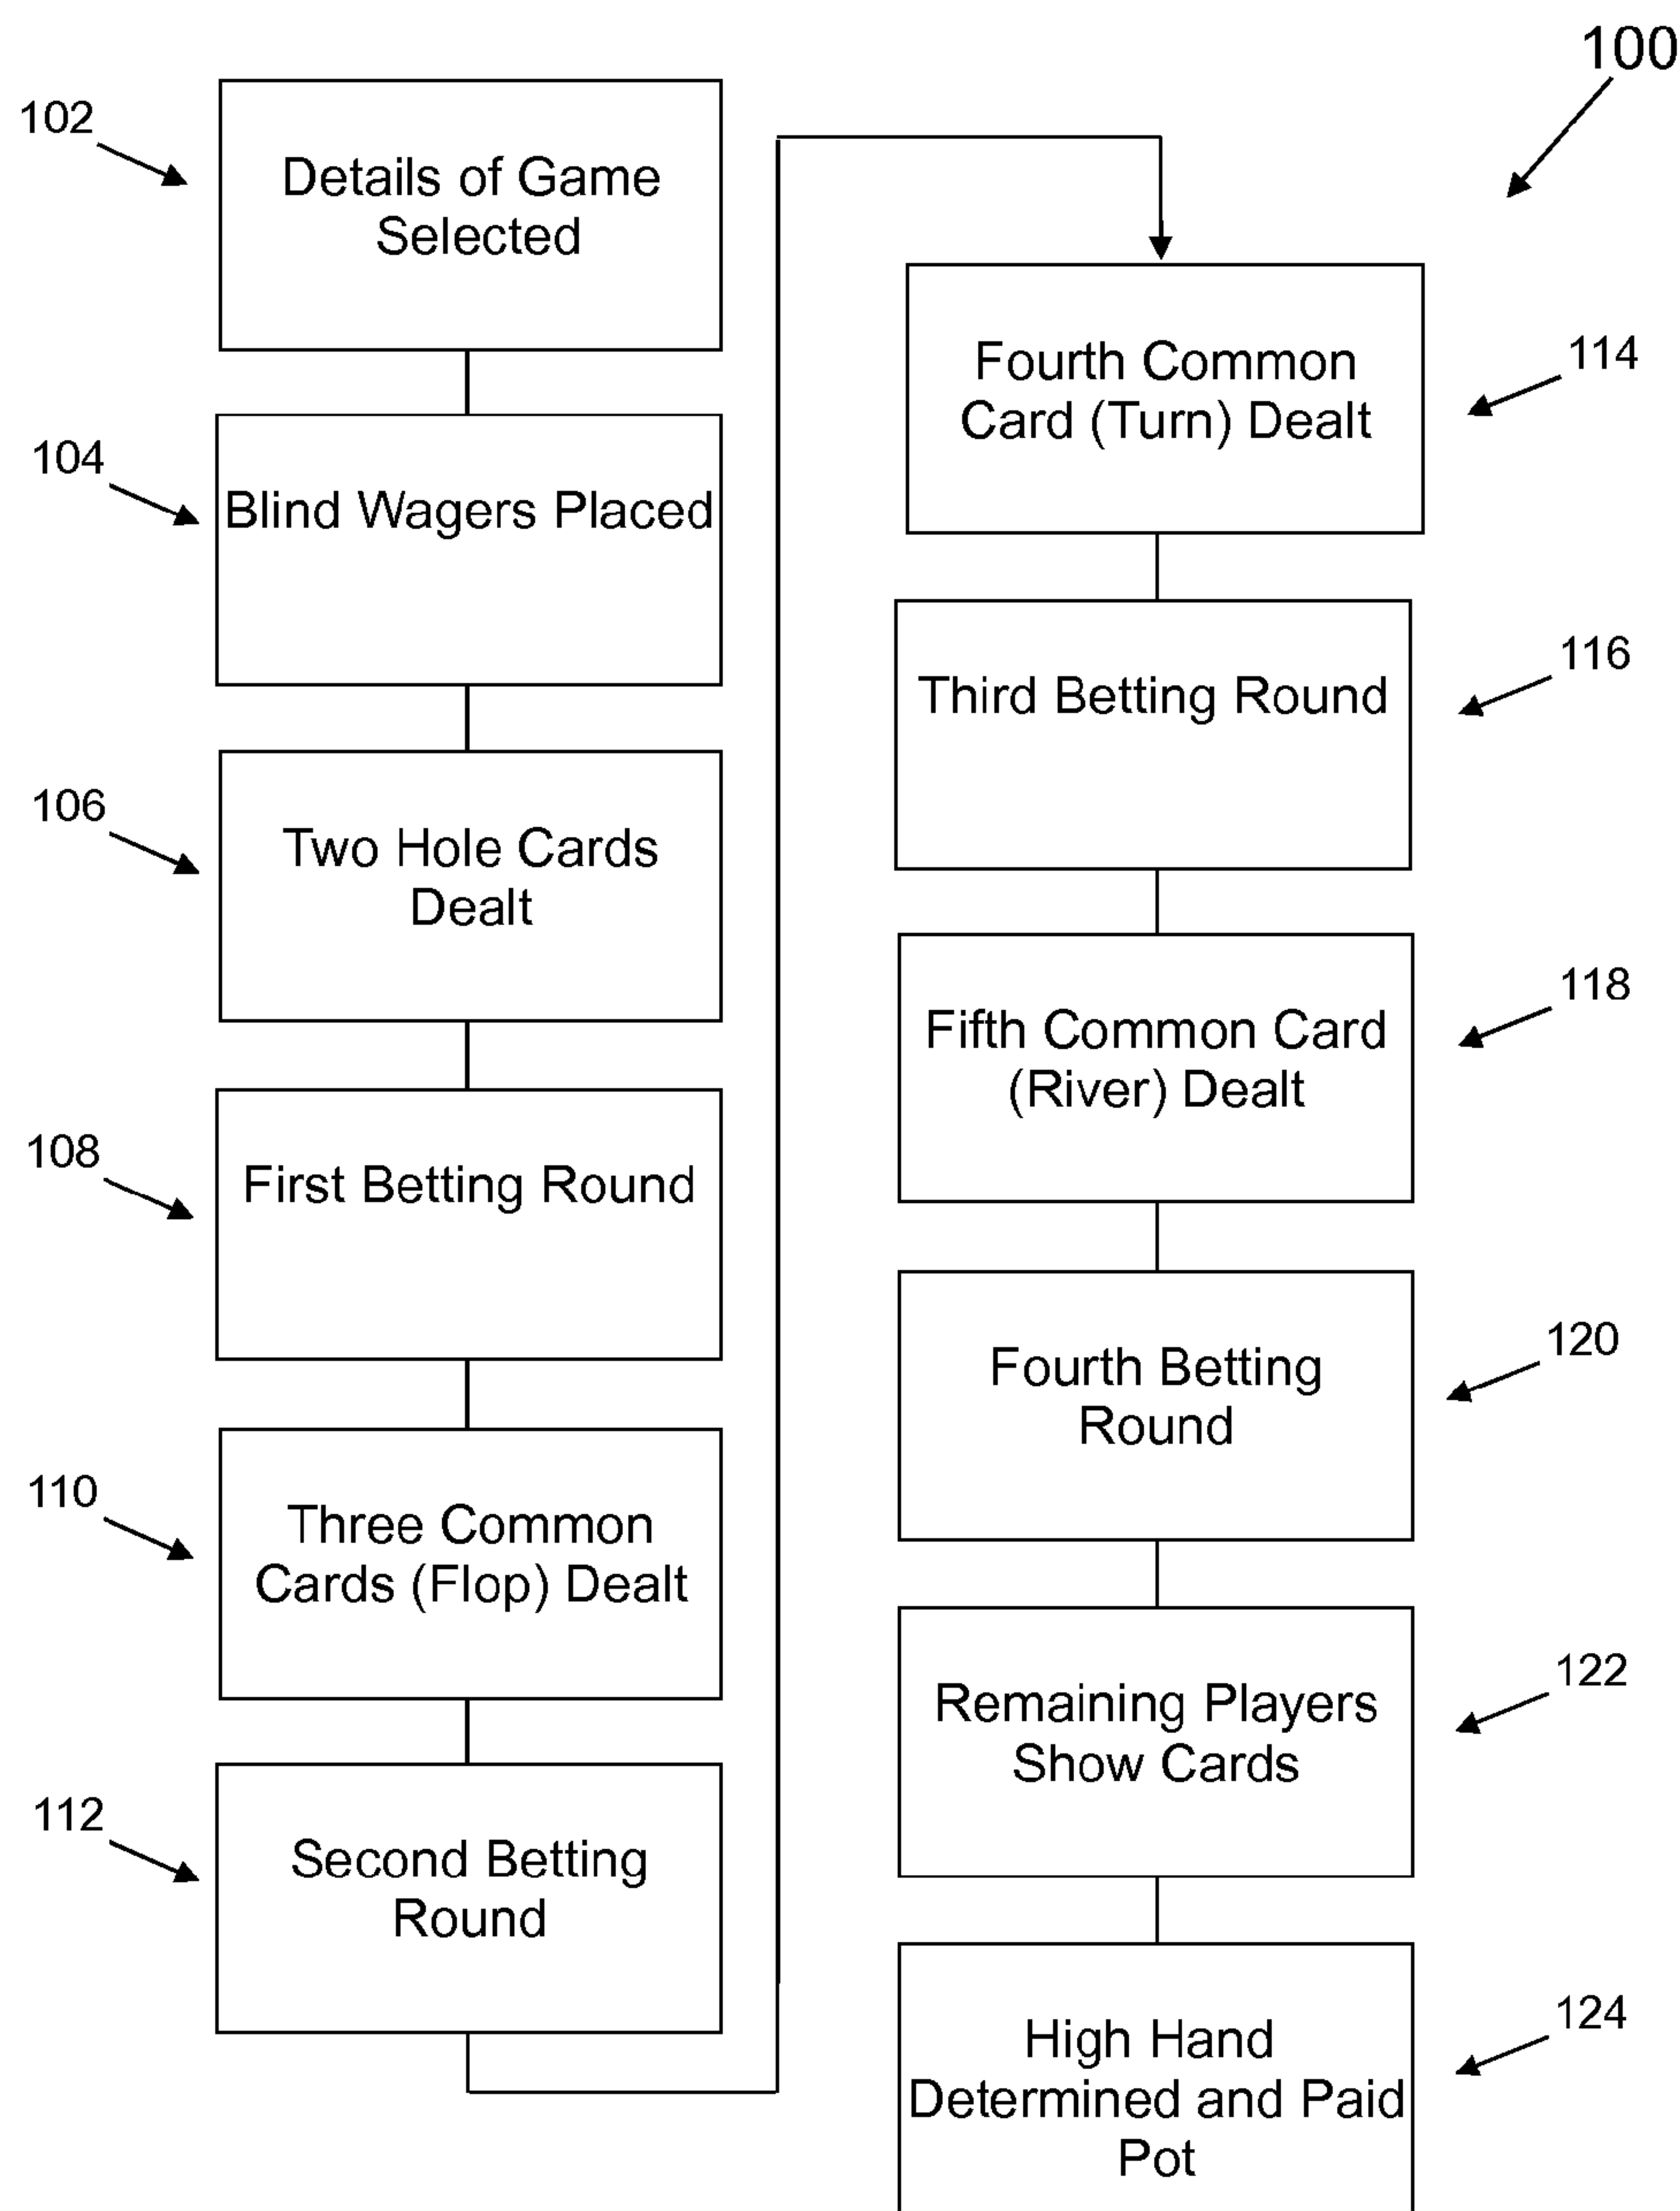 100
102
Details of Game
Selected
104
Blind Wagers Placed
106
Two Hole Cards
Dealt
108
First Betting Round
110
Three Common
Cards (Flop) Dealt
112
Second Betting
Round
Fourth Common
Card (Turn) Dealt
114
Third Betting Round
116
Fifth Common Card
(River) Dealt
118
Fourth Betting
Round
120
Remaining Players
Show Cards
122
High Hand
Determined and Paid
Pot
124